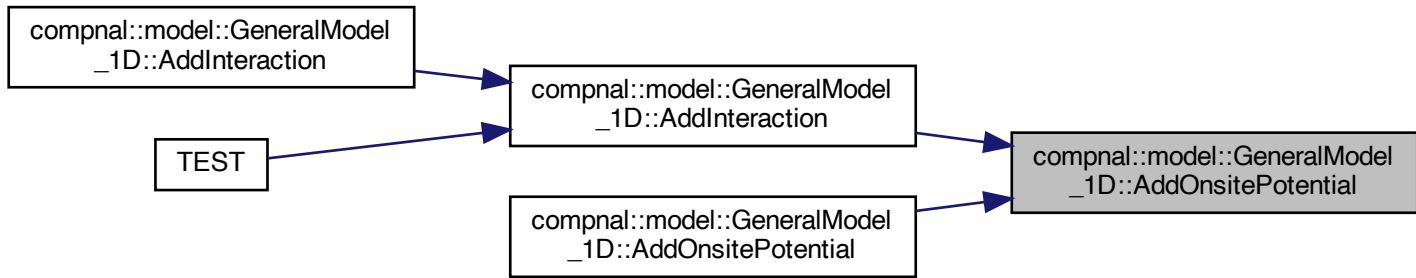 compnal::model::GeneralModel
_1D::AddInteraction
TEST
compnal::model::GeneralModel
_1D::AddInteraction
compnal::model::GeneralModel
_1D::AddOnsitePotential
compnal::model::GeneralModel
_1D::AddOnsitePotential